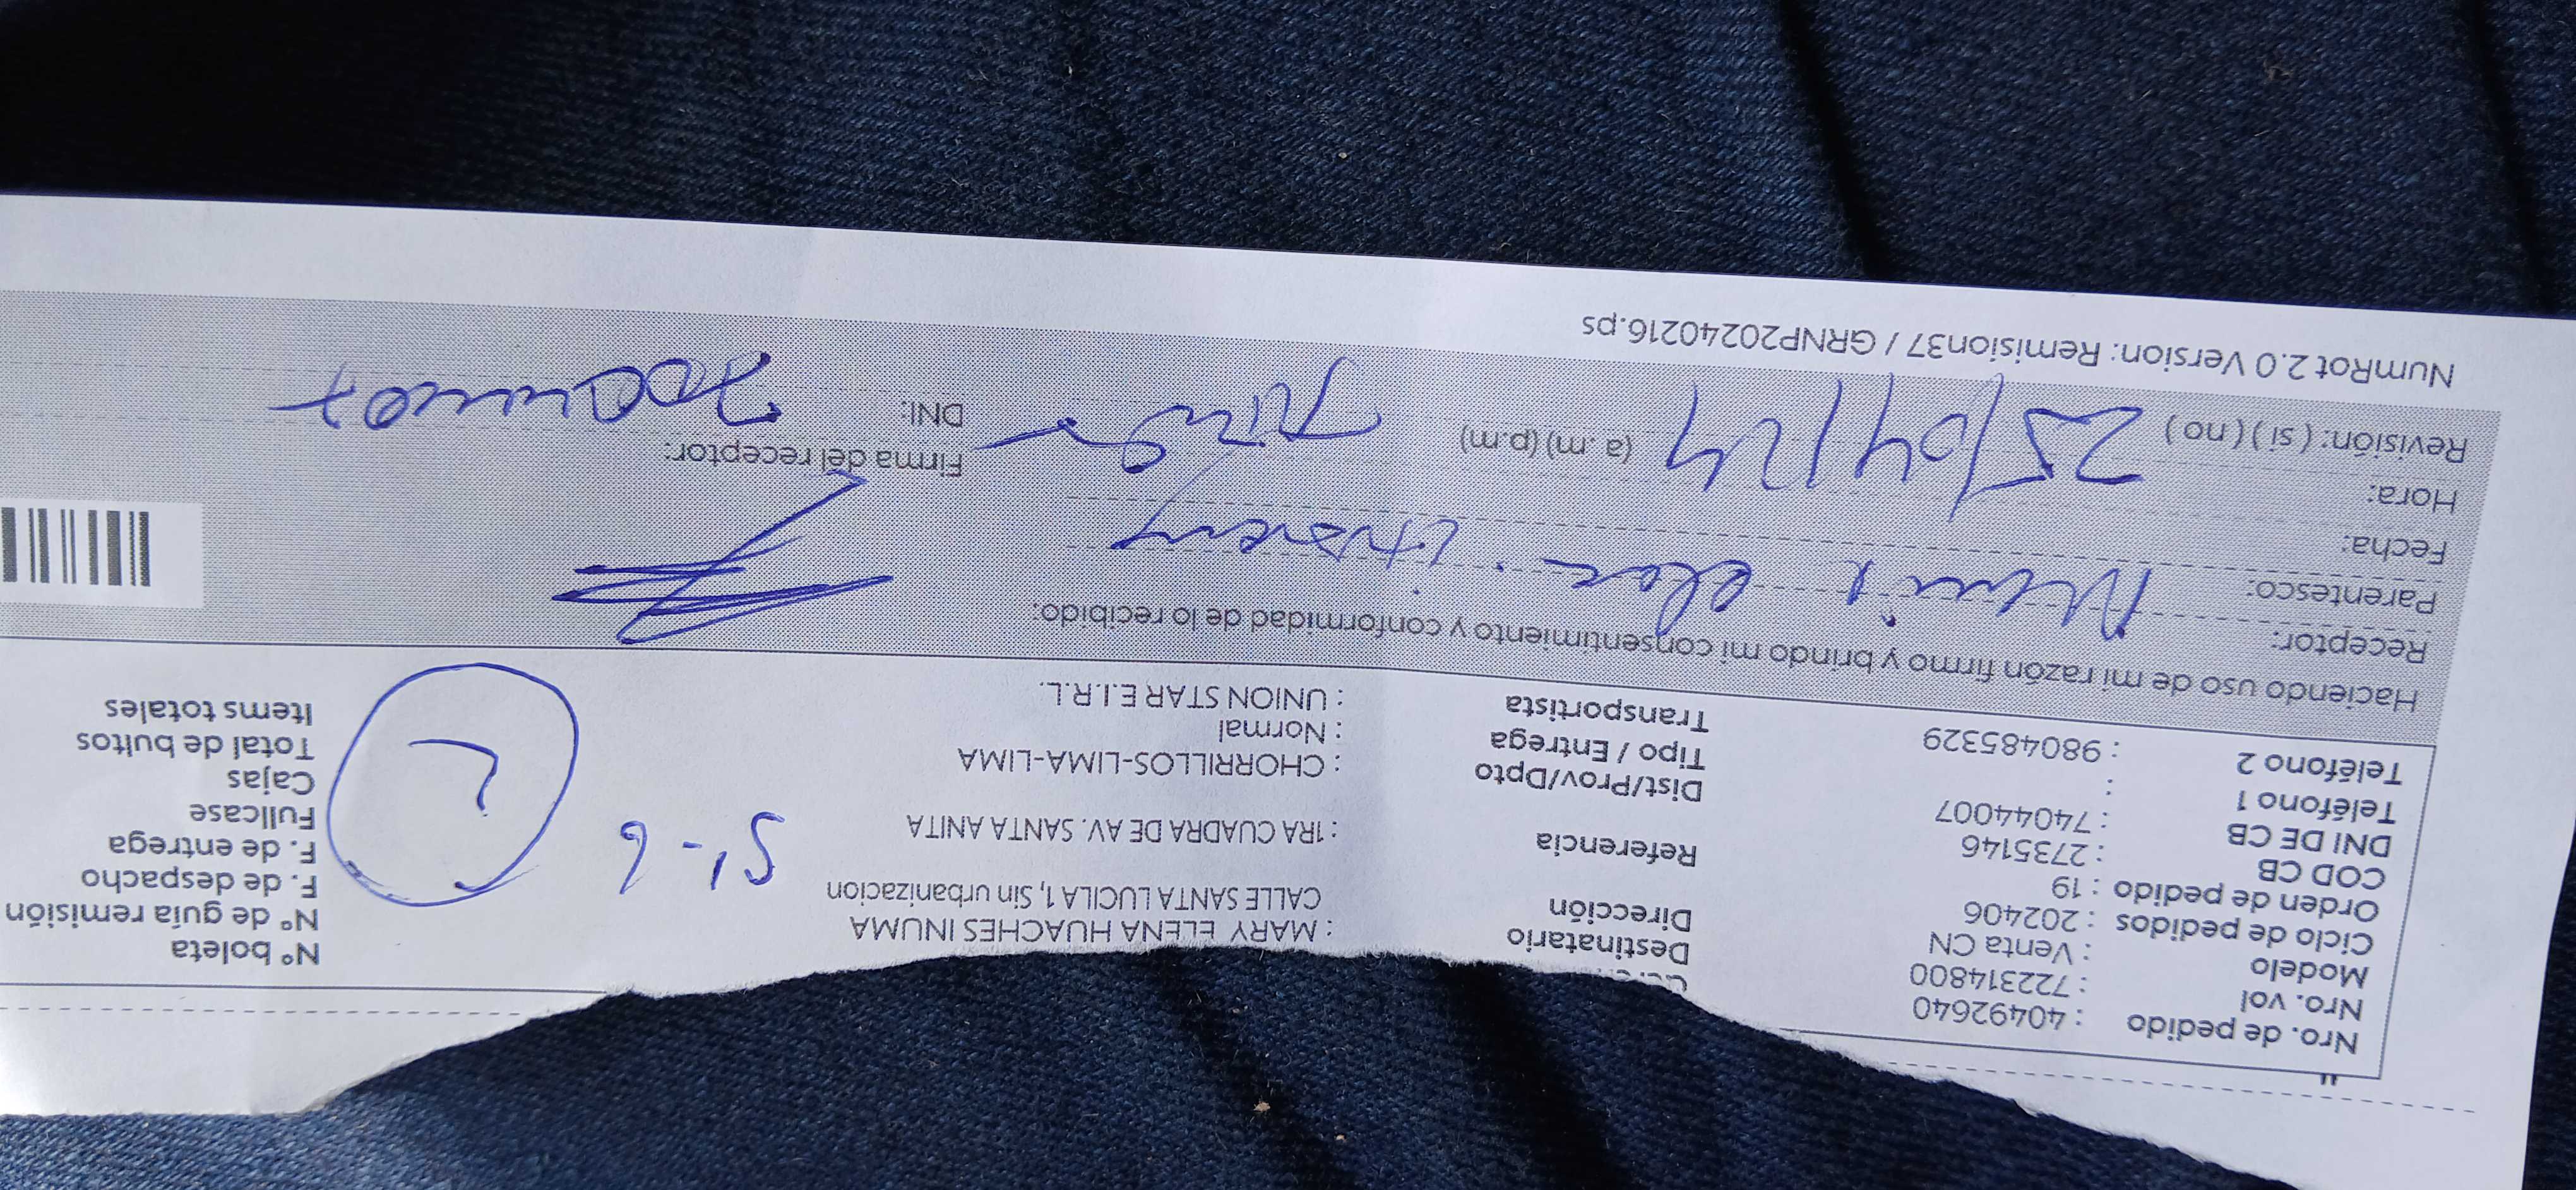 Nro. de pedido : 40492640
Nro. vol : 722314800
Modelo : Venta CN
Ciclo de pedidos : 202406
Orden de pedido : 19
COD CB : 2735146
DNI DE CB : 74044007
Teléfono 1 :
Teléfono 2 : 980485329
Destinatario : MARY ELENA HUACHES INUMA
Dirección CALLE SANTA LUCILA 1, Sin urbanizacion
Referencia : 1RA CUADRA DE AV. SANTA ANITA
Dist/Prov/Dpto : CHORRILLOS-LIMA-LIMA
Tipo / Entrega : Normal
Transportista : UNION STAR E.I.R.L.
5'-6
N° boleta
N° de guía remisión
F. de despacho
F. de entrega
Fullcase
Cajas
Total de bultos
Items totales
Haciendo uso de mi razón firmo y brindo mi consentimiento y conformidad de lo recibido:
Receptor:
Parentesco:
Fecha:
Hora: 25/04/24 (a.m) (p.m)
Revisión: ( si ) ( no )
Firma del receptor:
DNI:
NumRot 2.0 Version: Remision37 / GRNP20240216.ps